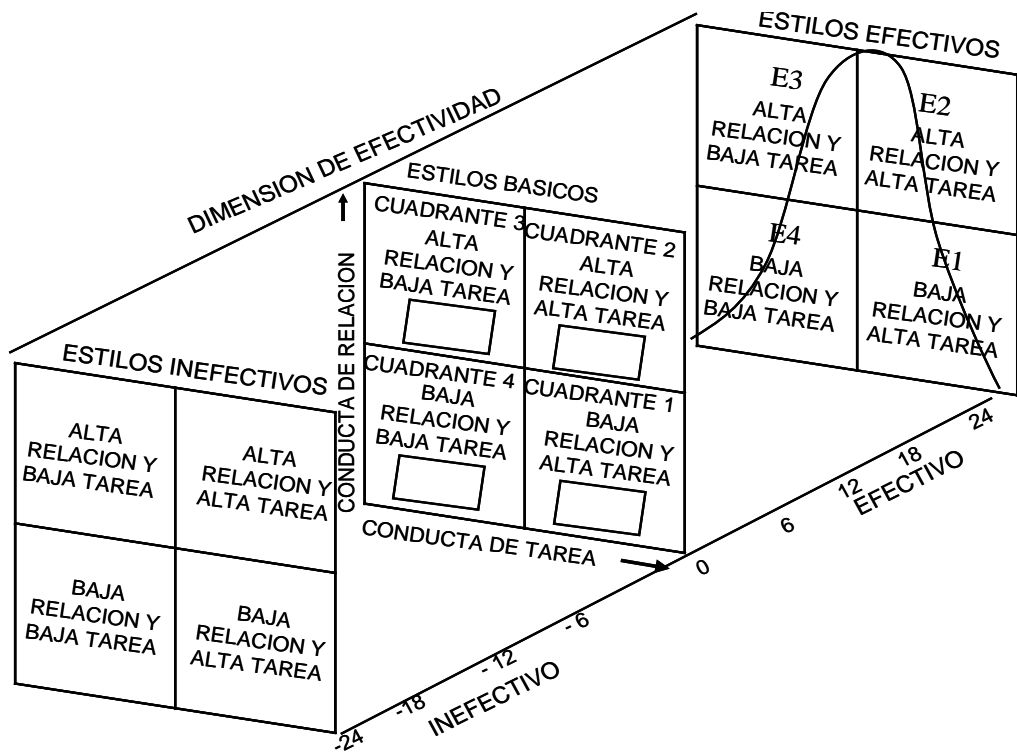 ESTILOS EFECTIVOS
E3
ALTA
RELACION Y
BAJA TAREA
E2
ALTA
RELACION Y
ALTA TAREA
E4
BAJA
RELACION Y
BAJA TAREA
E1
BAJA
RELACION Y
ALTA TAREA
DIMENSION DE EFECTIVIDAD
ESTILOS BASICOS
CUADRANTE 3
ALTA
RELACION Y
BAJA TAREA
CUADRANTE 2
ALTA
RELACION Y
ALTA TAREA
CUADRANTE 4
BAJA
RELACION Y
BAJA TAREA
CUADRANTE 1
BAJA
RELACION Y
ALTA TAREA
CONDUCTA DE RELACION
CONDUCTA DE TAREA
ESTILOS INEFECTIVOS
ALTA
RELACION Y
BAJA TAREA
ALTA
RELACION Y
ALTA TAREA
BAJA
RELACION Y
BAJA TAREA
BAJA
RELACION Y
ALTA TAREA
-24
-18
- 12
- 6
0
6
12
18
24
INEFECTIVO
EFECTIVO